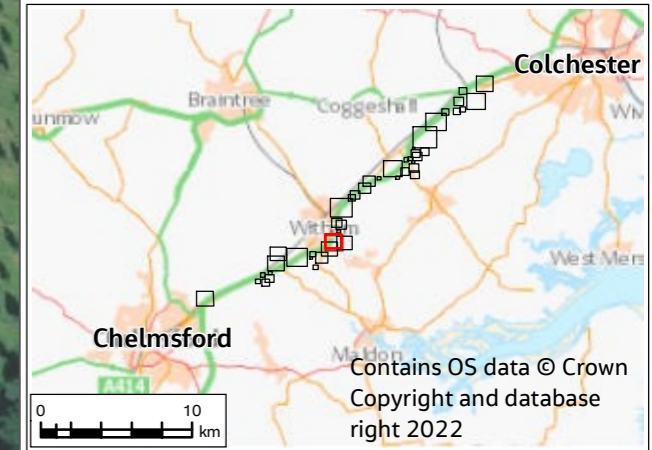 Colchester
Braintree
Coggeshall
unmow
Witham
West Mers
Chelmsford
Maldon
A414
Contains OS data © Crown
Copyright and database
right 2022
0 10
km